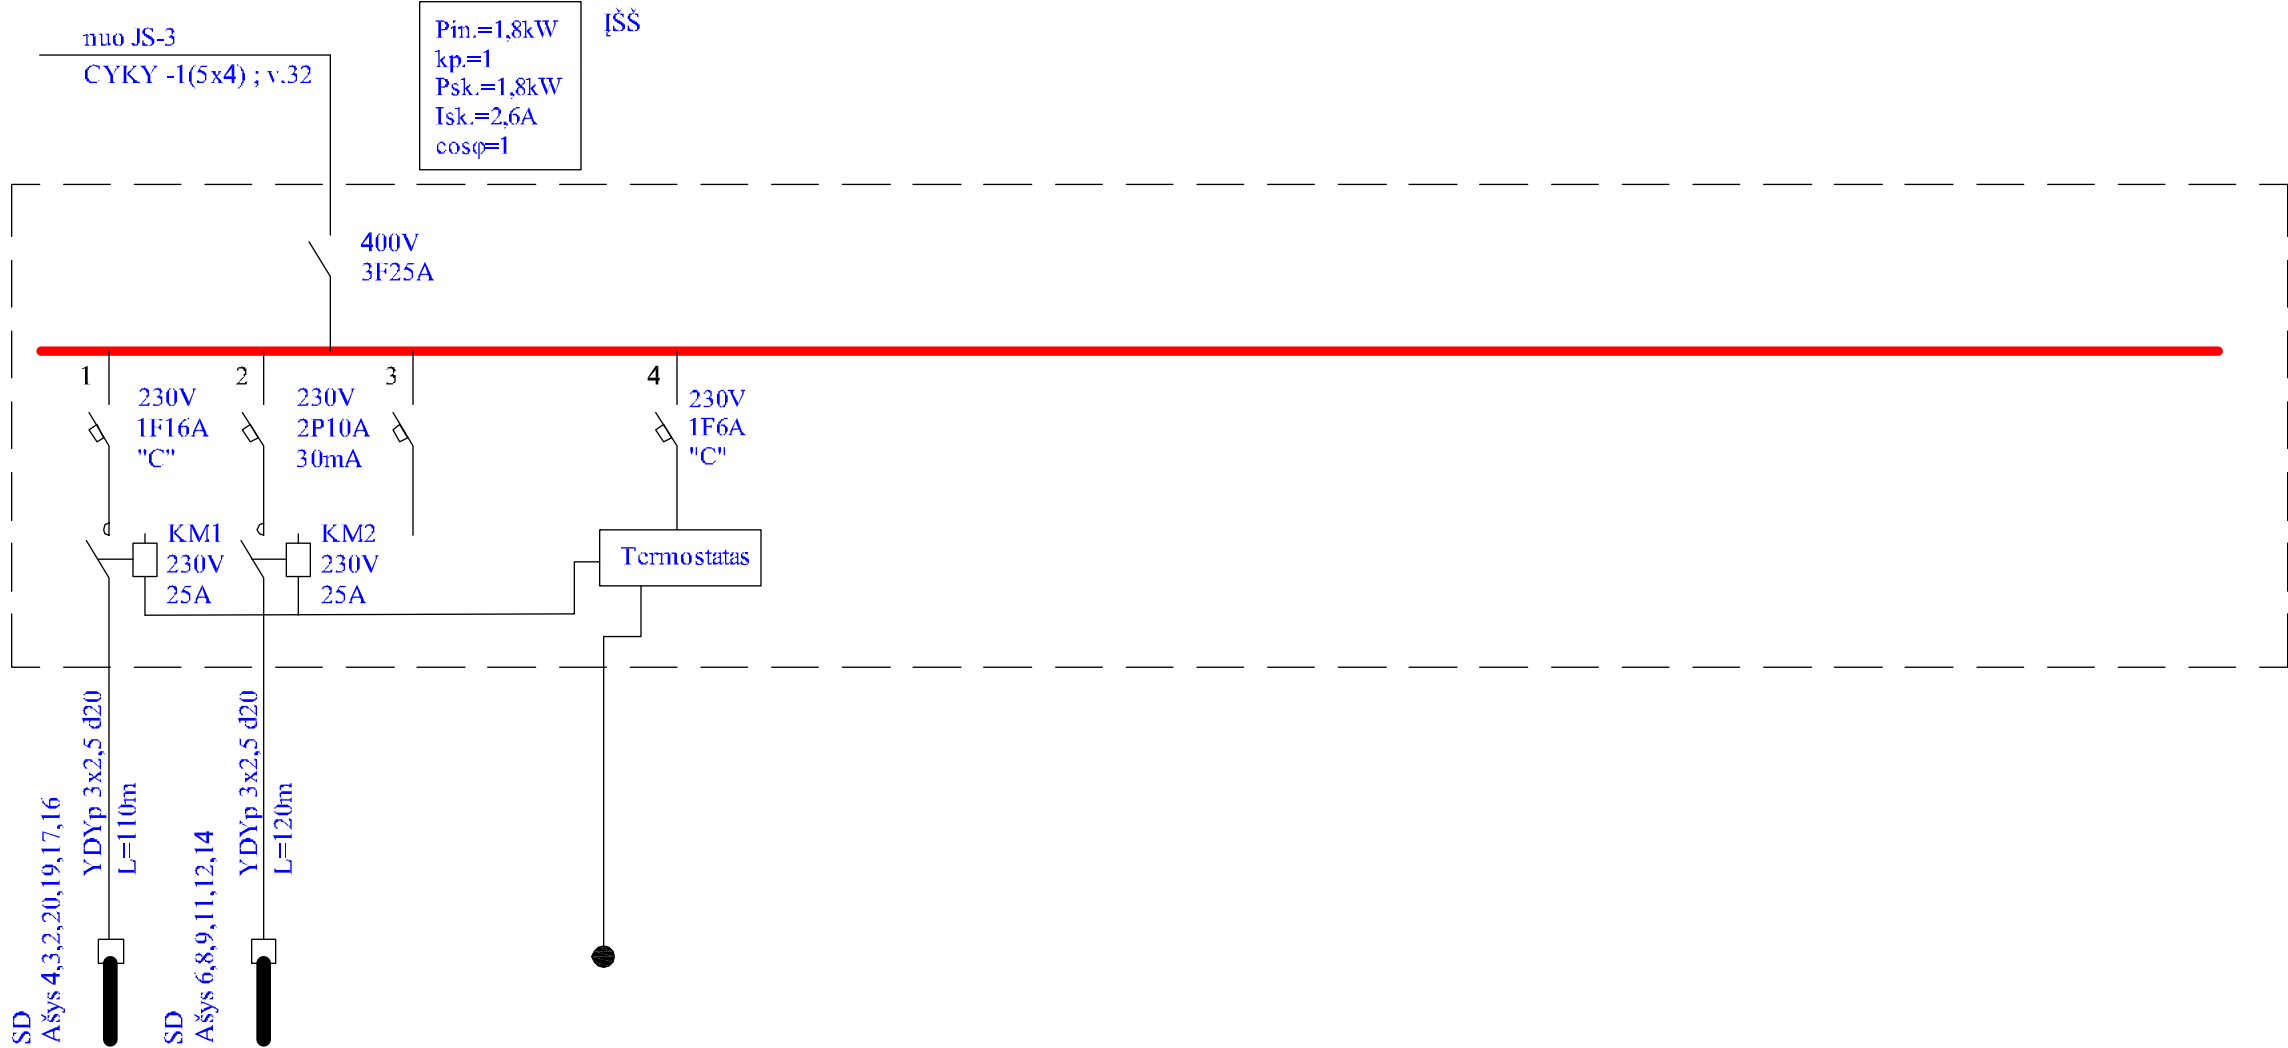 nuo JS-3
CYKY -1(5x4) ; v.32
Pin.=1,8kW
kp.=1
Psk.=1,8kW
Isk.=2,6A
cosφ=1
ĮŠŠ
400V
3F25A
1
230V
1F16A
"C"
2
230V
2P10A
30mA
3
4
230V
1F6A
"C"
KM1
230V
25A
KM2
230V
25A
Termostatas
SD
Ašys 4,3,2,20,19,17,16
YDYp 3x2,5 d20
L=110m
SD
Ašys 6,8,9,11,12,14
YDYp 3x2,5 d20
L=120m